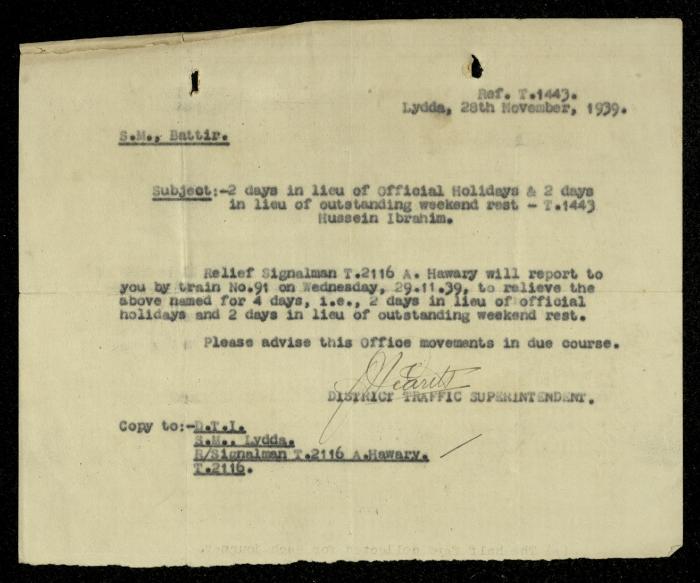 Ref. T.1443.
Lydda, 28th November, 1939.
S.M., Battir.
Subject:-2 days in lieu of Official Holidays & 2 days
in lieu of outstanding weekend rest - T.1443
Hussein Ibrahim.
Relief Signalman T.2116 A. Hawary will report to
you by train No.91 on Wednesday, 29.11.39, to relieve the
above named for 4 days, i.e., 2 days in lieu of official
holidays and 2 days in lieu of outstanding weekend rest.
Please advise this Office movements in due course.
DISTRICT TRAFFIC SUPERINTENDENT.
Copy to:-D.T.I.
S.M., Lydda.
R/Signalman T.2116 A.Hawary.
T.2116.